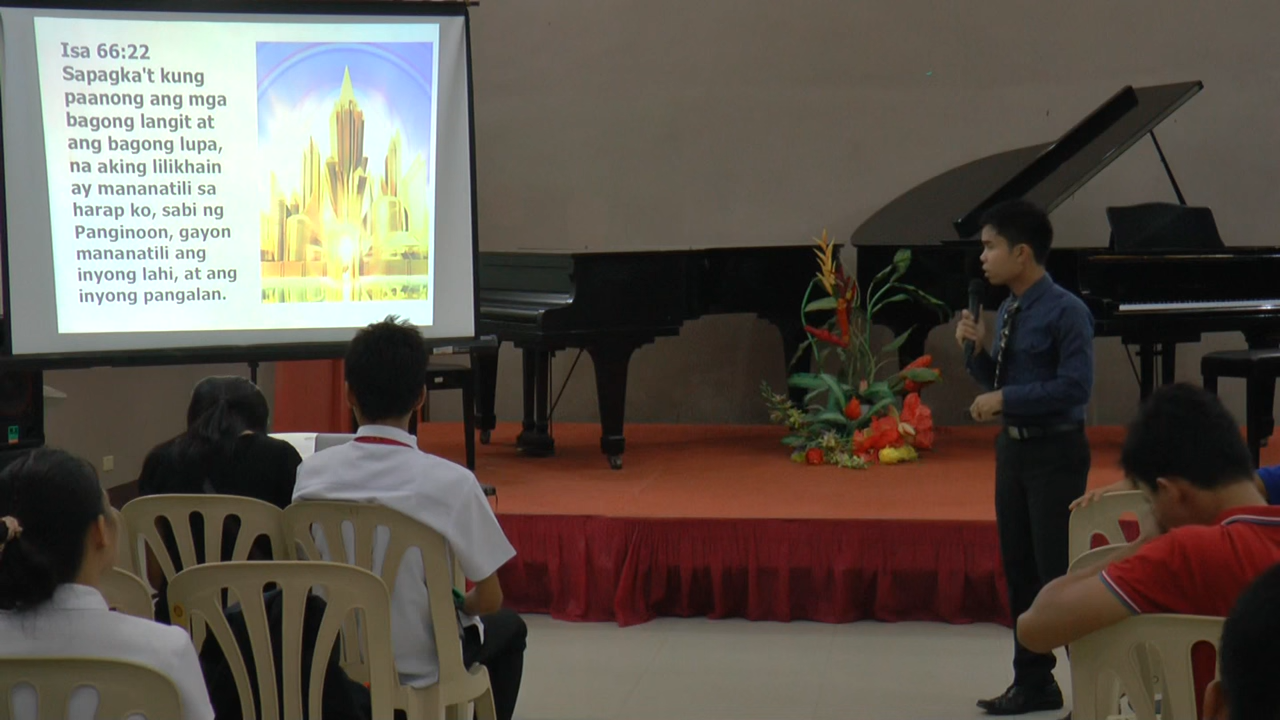 Isa 66:22
Sapagka't kung
paanong ang mga
bagong langit at
ang bagong lupa,
na aking lilikhain
ay mananatili sa
harap ko, sabi ng
Panginoon, gayon
mananatili ang
inyong lahi, at ang
inyong pangalan.